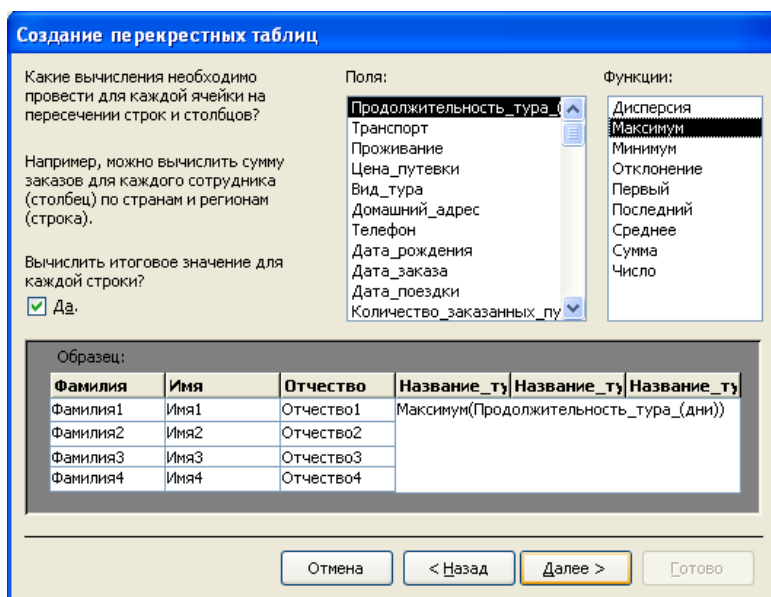 Создание перекрестных таблиц
Какие вычисления необходимо
провести для каждой ячейки на
пересечении строк и столбцов?
Например, можно вычислить сумму
заказов для каждого сотрудника
(столбец) по странам и регионам
(строка).
Вычислить итоговое значение для
каждой строки?
Да.
Поля:
Продолжительность_тура_(
Транспорт
Проживание
Цена_путевки
Вид_тура
Домашний_адрес
Телефон
Дата_рождения
Дата_заказа
Дата_поездки
Количество_заказанных_пу
Функции:
Дисперсия
Максимум
Минимум
Отклонение
Первый
Последний
Среднее
Сумма
Число
Образец:
Фамилия Имя Отчество Название_ту Название_ту Название_ту
Фамилия1 Имя1 Отчество1 Максимум(Продолжительность_тура_(дни))
Фамилия2 Имя2 Отчество2
Фамилия3 Имя3 Отчество3
Фамилия4 Имя4 Отчество4
Отмена < Назад Далее > Готово